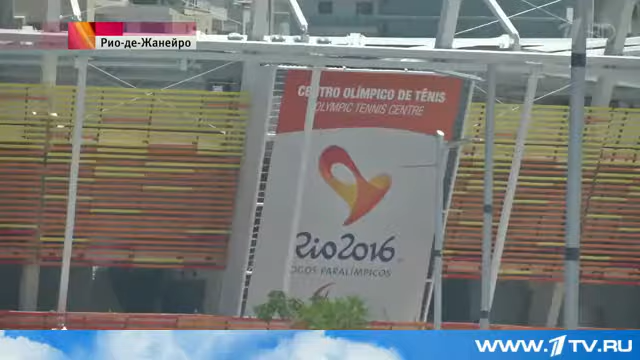 Рио-де-Жанейро
CENTRO OLÍMPICO DE TÊNIS
OLYMPIC TENNIS CENTRE
Rio2016
JOGOS PARALÍMPICOS
WWW.1TV.RU